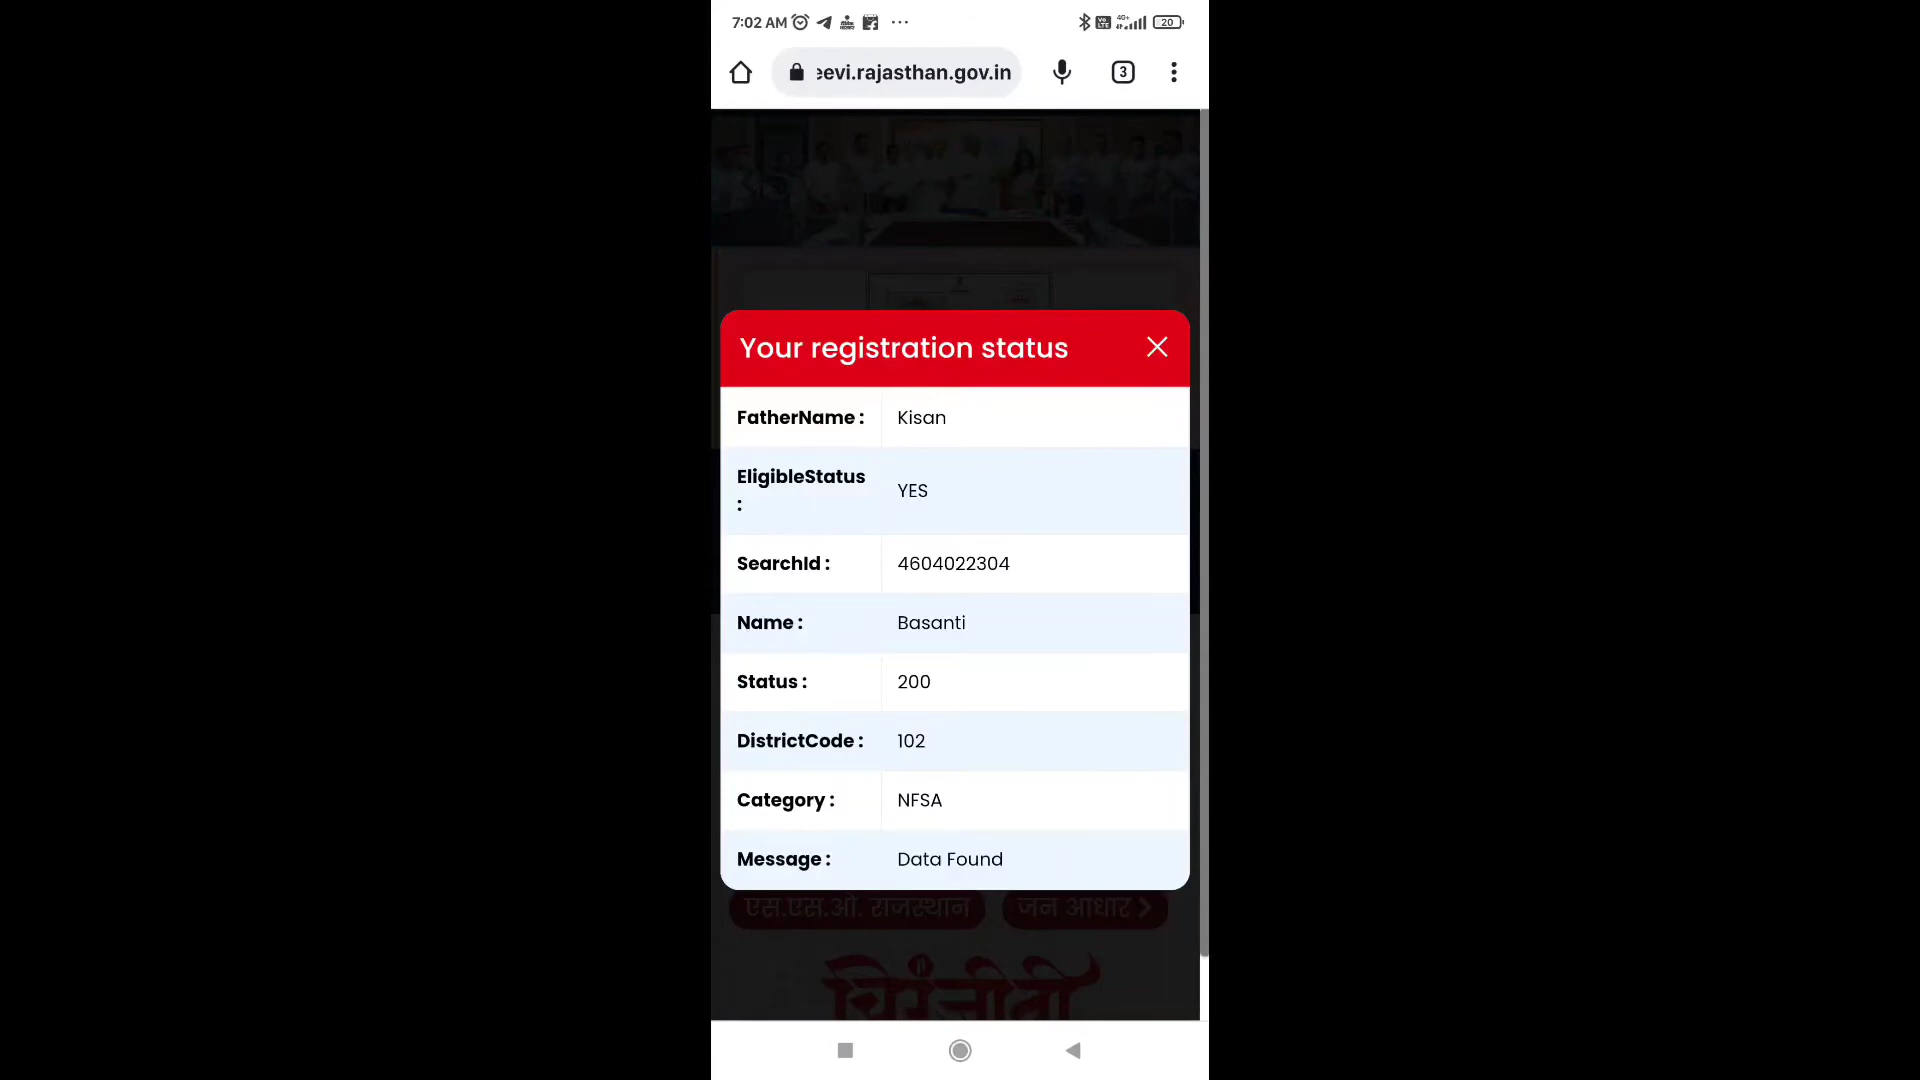 7:02 AM
20
eevi.rajasthan.gov.in
3
Your registration status
FatherName : Kisan
EligibleStatus
: YES
SearchId : 4604022304
Name : Basanti
Status : 200
DistrictCode : 102
Category : NFSA
Message : Data Found
एस.एस.ओ. राजस्थान जन आधार
चिरंजीवी